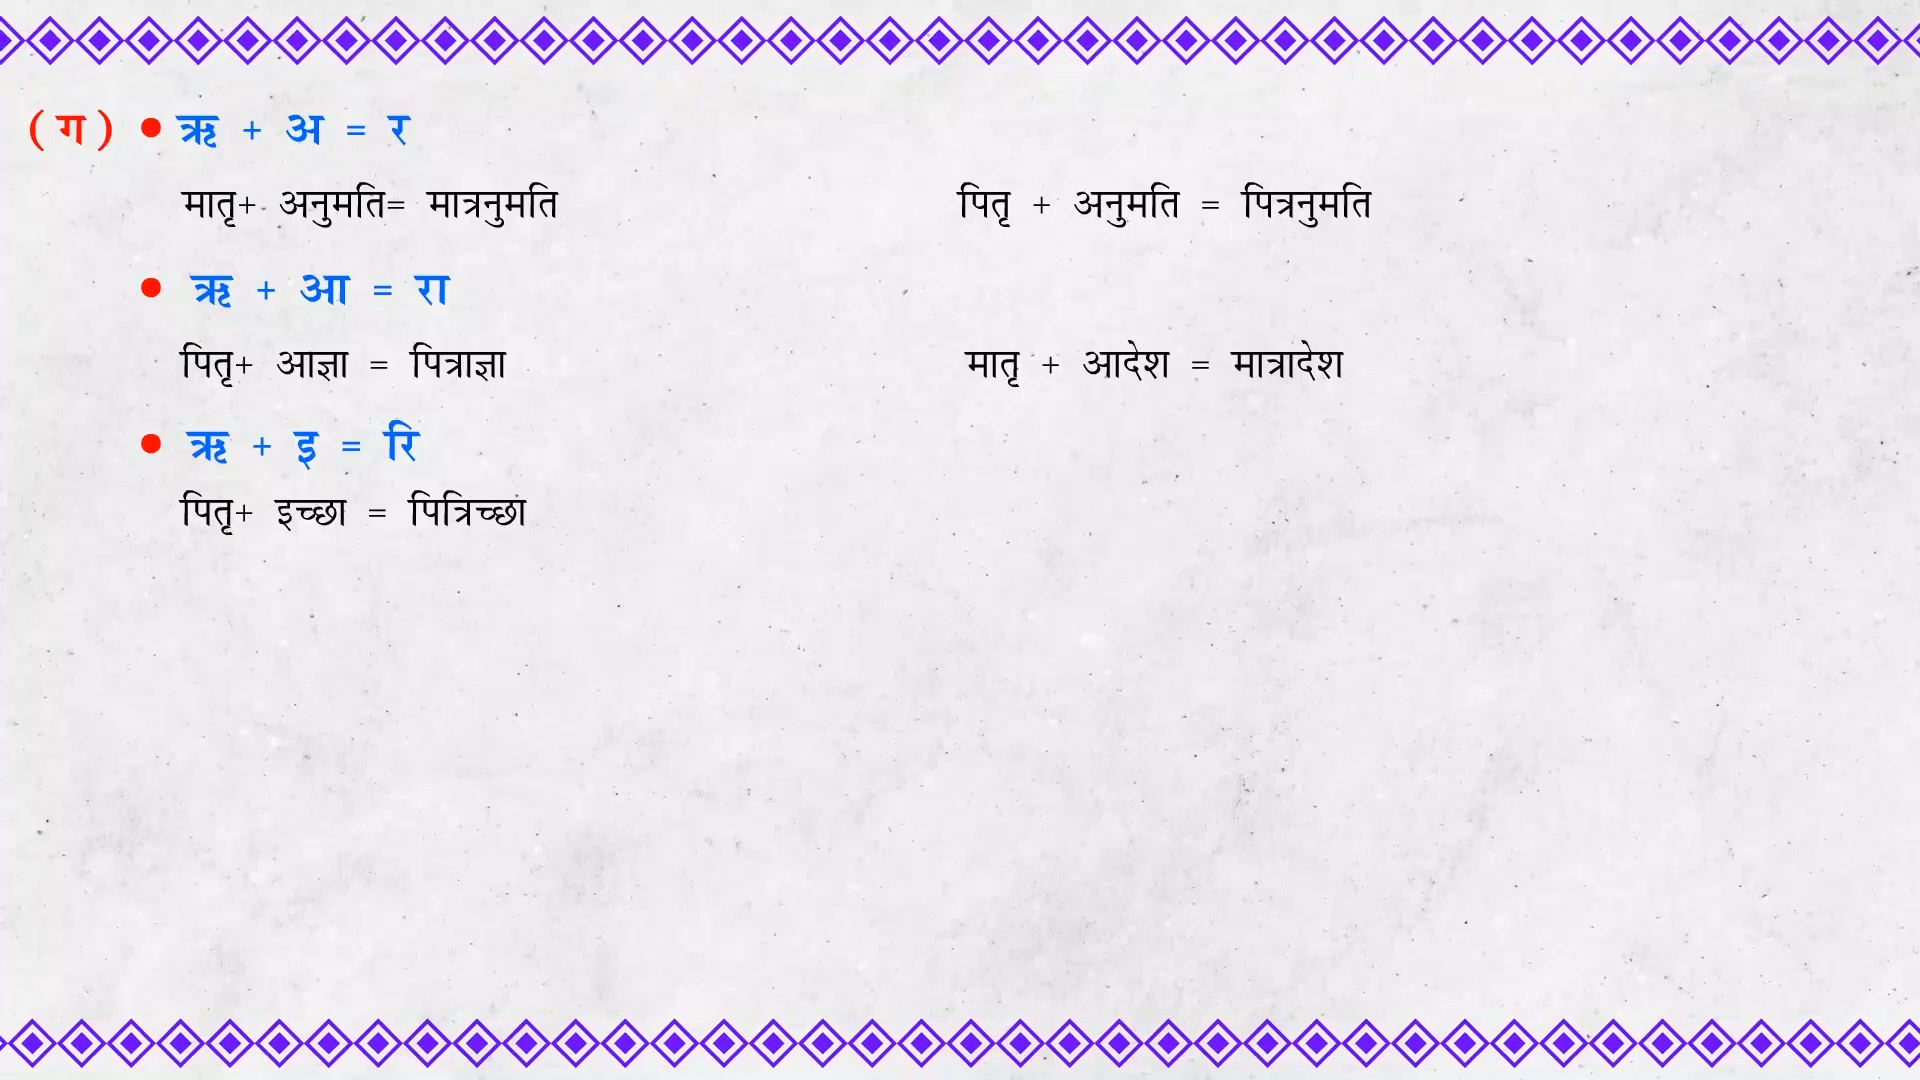 (ग) • ऋ + अ = र
मातृ+ अनुमति= मात्रनुमति पितृ + अनुमति = पित्रनुमति
• ऋ + आ = रा
पितृ+ आज्ञा = पित्राज्ञा मातृ + आदेश = मात्रादेश
• ऋ + इ = रि
पितृ+ इच्छा = पित्रिच्छा